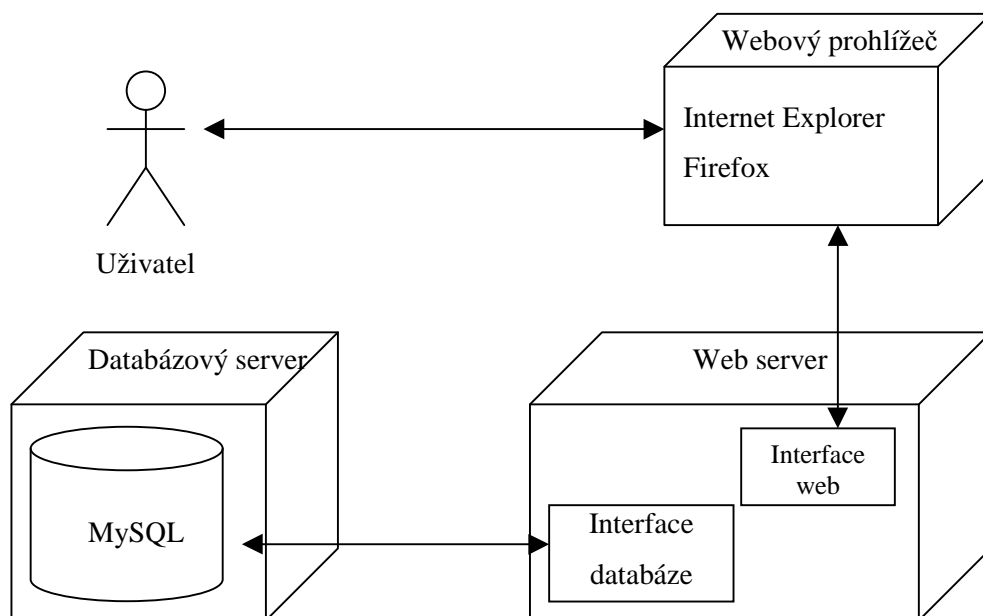 Webový prohlížeč
Internet Explorer
Firefox
Uživatel
Databázový server
Web server
Interface
web
MySQL
Interface
databáze